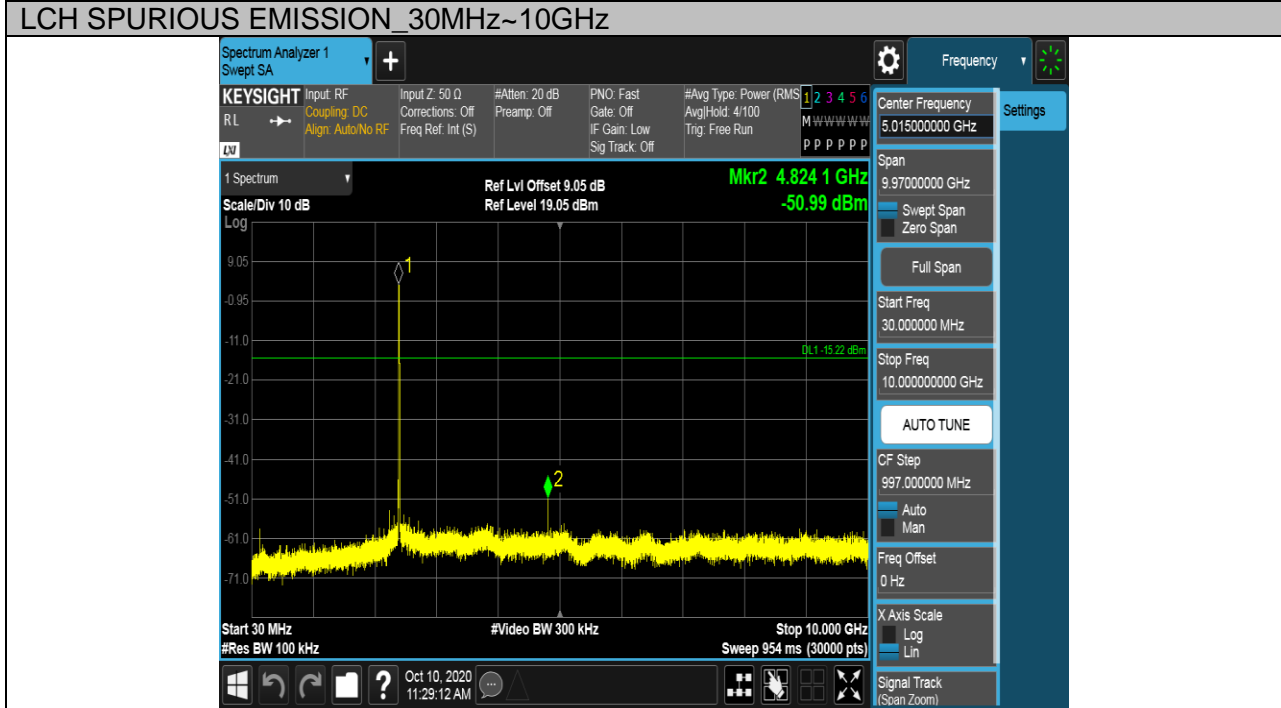 LCH SPURIOUS EMISSION_30MHz~10GHz
Spectrum Analyzer 1
Swept SA
+
Frequency
KEYSIGHT
RL
LXI
Input: RF
Coupling: DC
Align: Auto/No RF
Input Z: 50 Ω
Corrections: Off
Freq Ref: Int (S)
#Atten: 20 dB
Preamp: Off
PNO: Fast
Gate: Off
IF Gain: Low
Sig Track: Off
#Avg Type: Power (RMS
Avg|Hold: 4/100
Trig: Free Run
1 2 3 4 5 6
M W W W W W
P P P P P P
1 Spectrum
Scale/Div 10 dB
Log
Ref Lvl Offset 9.05 dB
Ref Level 19.05 dBm
Mkr2 4.824 1 GHz
-50.99 dBm
9.05
-0.95
-11.0
-21.0
-31.0
-41.0
-51.0
-61.0
-71.0
1
DL1 -15.22 dBm
2
Start 30 MHz
#Res BW 100 kHz
#Video BW 300 kHz
Stop 10.000 GHz
Sweep 954 ms (30000 pts)
?
Oct 10, 2020
11:29:12 AM
Center Frequency
5.015000000 GHz
Settings
Span
9.97000000 GHz
Swept Span
Zero Span
Full Span
Start Freq
30.000000 MHz
Stop Freq
10.000000000 GHz
AUTO TUNE
CF Step
997.000000 MHz
Auto
Man
Freq Offset
0 Hz
X Axis Scale
Log
Lin
Signal Track
(Span Zoom)